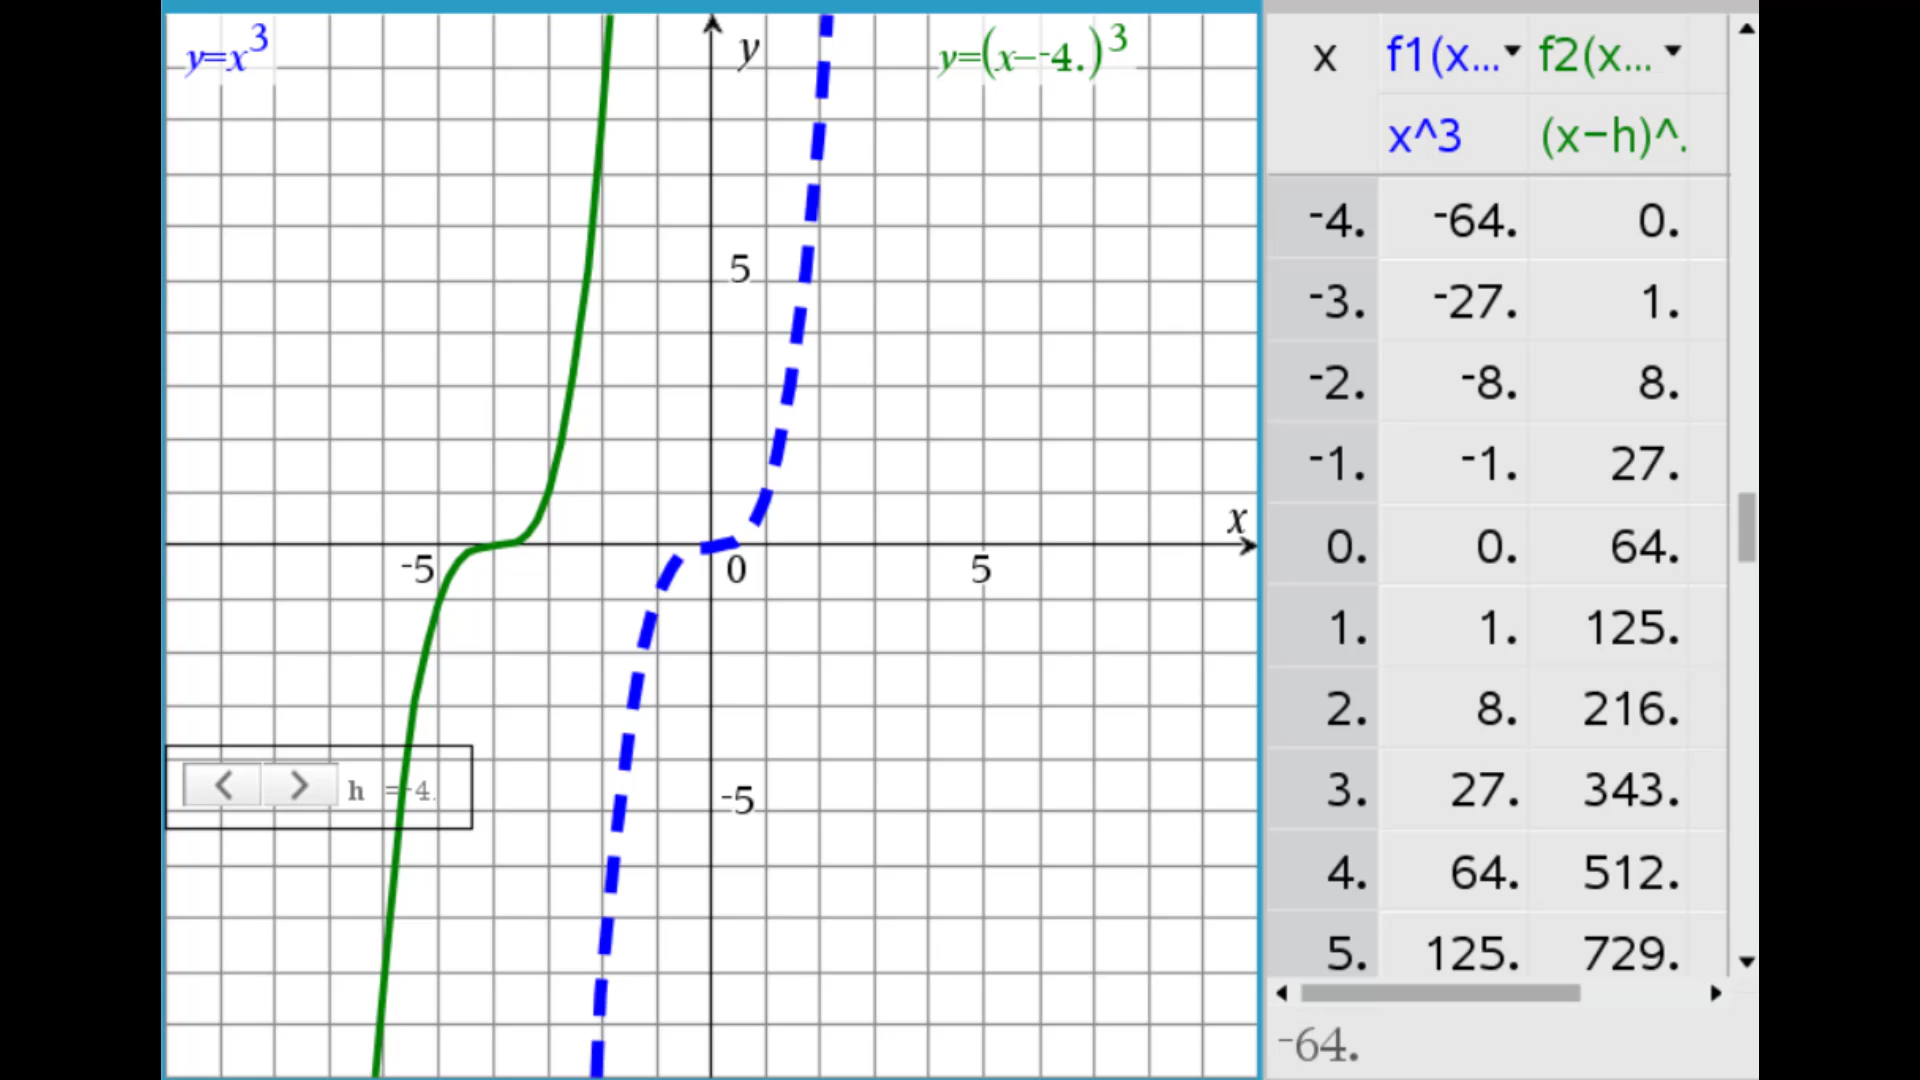 y=x³
y
y=(x−⁻4.)³
5
x
-5
0
5
h =-4.
-5
x f1(x... ▾ f2(x... ▾
x^3 (x−h)^.
⁻4. ⁻64. 0.
⁻3. ⁻27. 1.
⁻2. ⁻8. 8.
⁻1. ⁻1. 27.
0. 0. 64.
1. 1. 125.
2. 8. 216.
3. 27. 343.
4. 64. 512.
5. 125. 729.
⁻64.